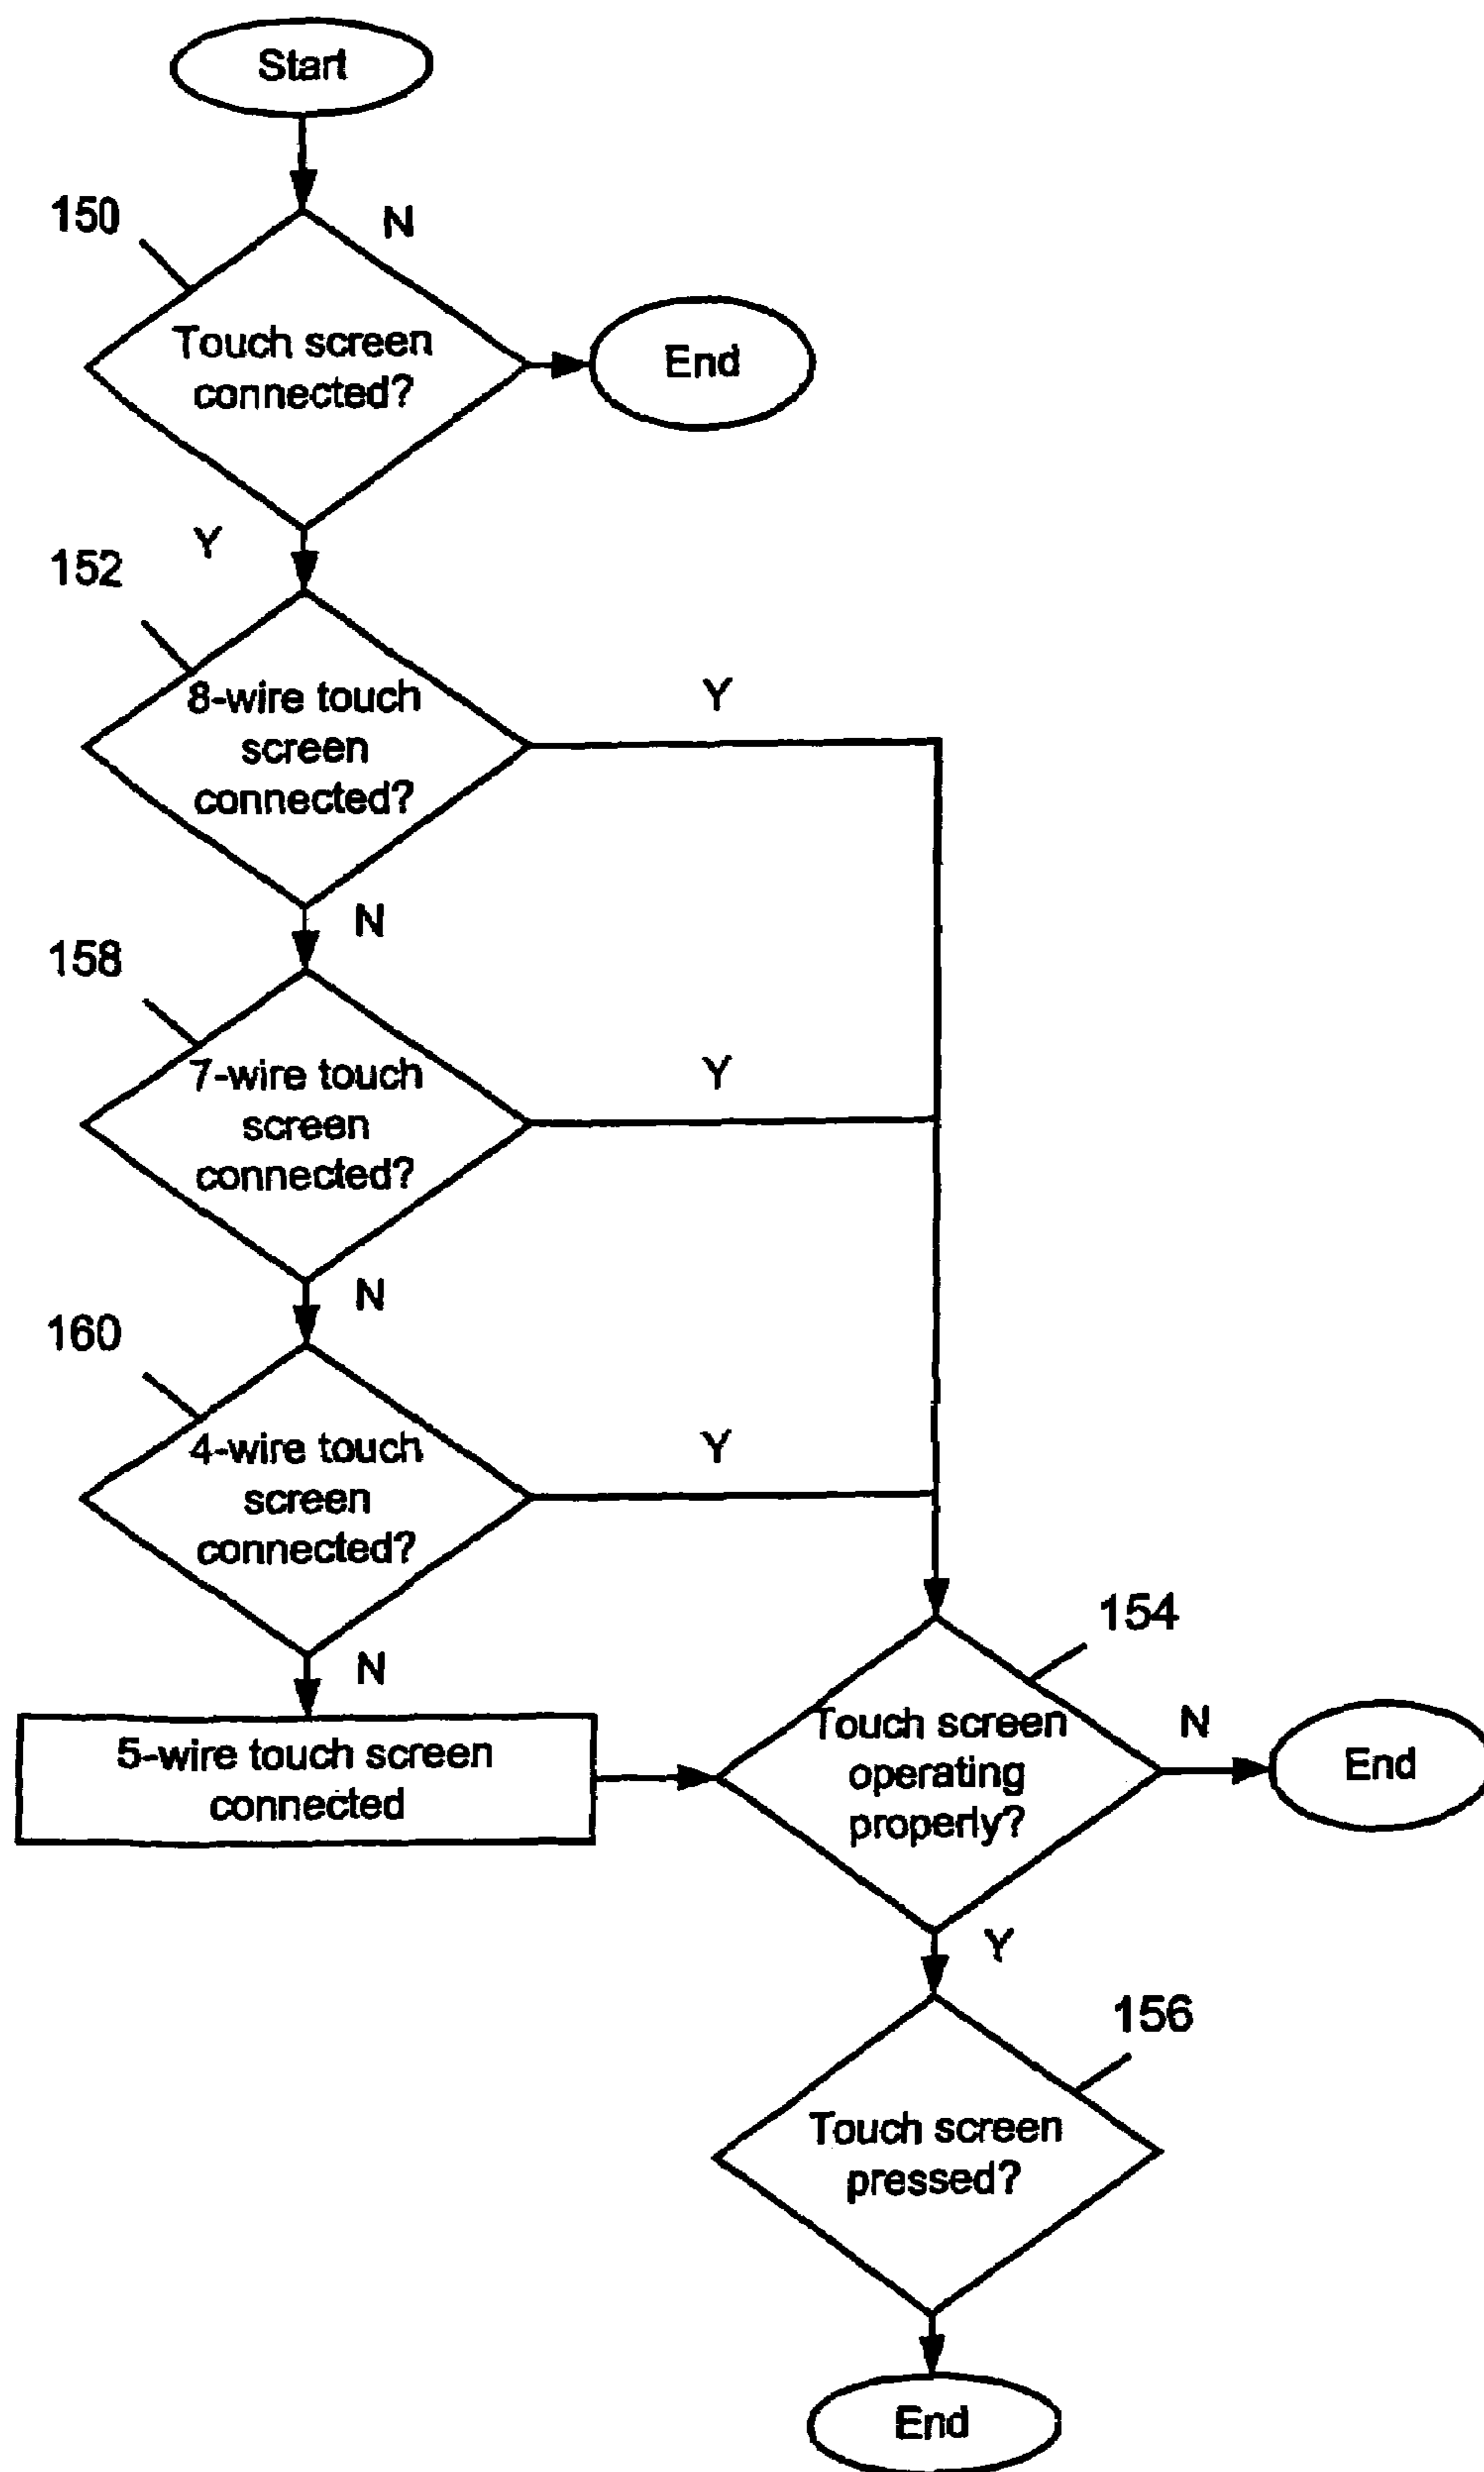 Start
150
N
Touch screen
connected?
End
Y
152
8-wire touch
screen
connected?
Y
N
158
7-wire touch
screen
connected?
Y
N
160
4-wire touch
screen
connected?
Y
N
5-wire touch screen
connected
154
Touch screen
operating
properly?
N
End
Y
156
Touch screen
pressed?
End